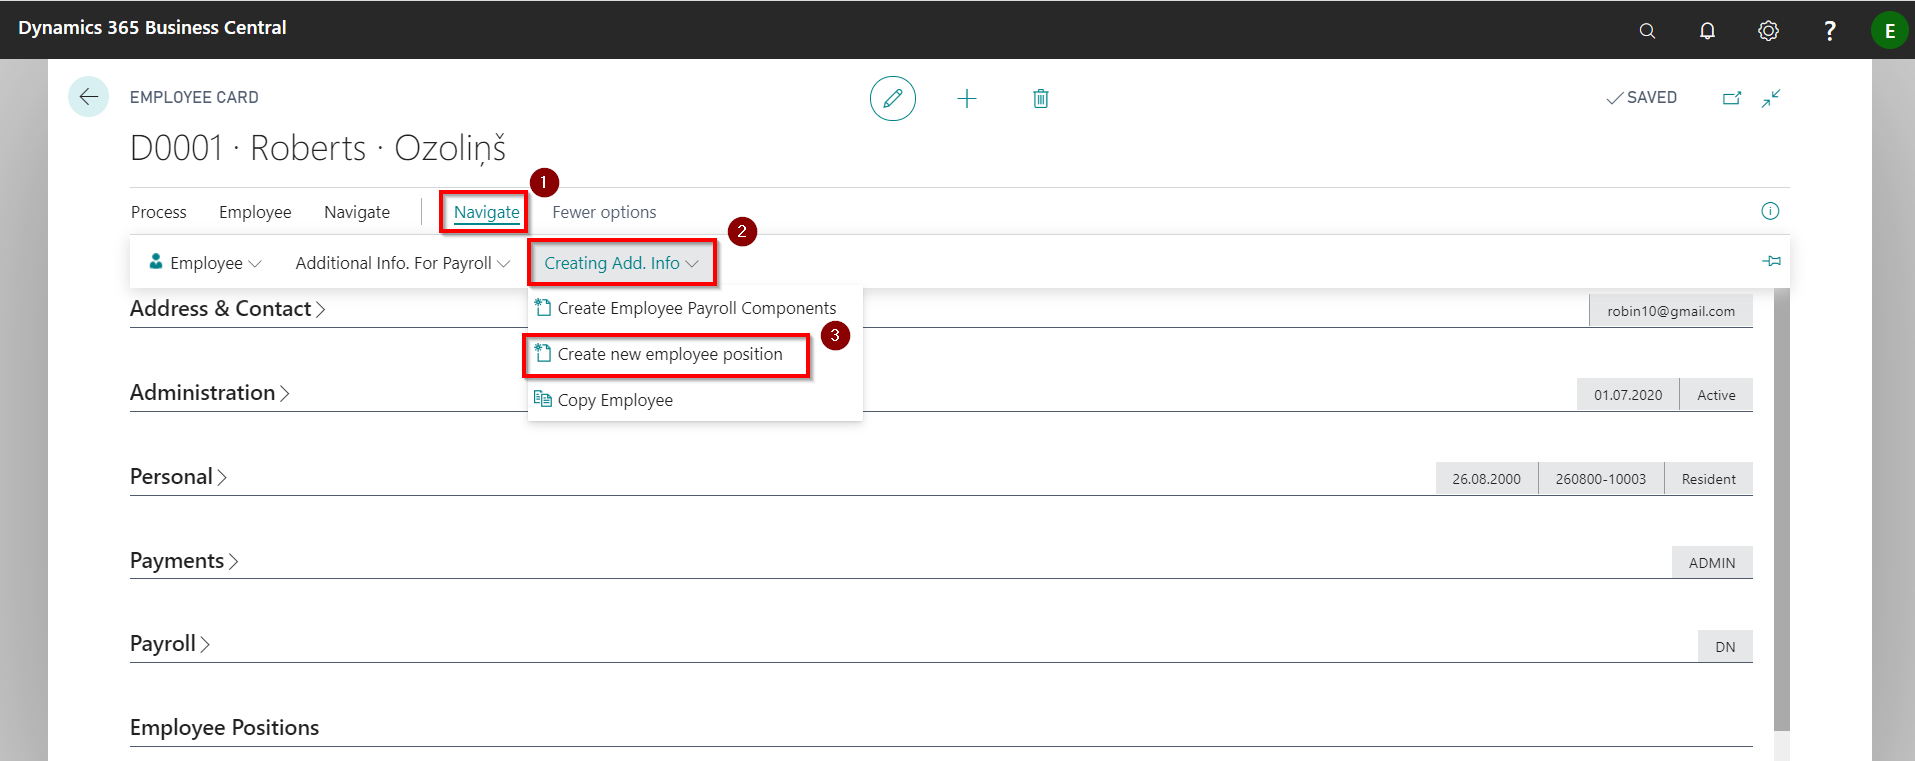 Dynamics 365 Business Central
? E
EMPLOYEE CARD
SAVED
D0001 · Roberts · Ozoliņš
1
Process Employee Navigate Navigate Fewer options
2
Employee Additional Info. For Payroll Creating Add. Info
Create Employee Payroll Components
3
Create new employee position
Copy Employee
Address & Contact
robin10@gmail.com
Administration
01.07.2020 Active
Personal
26.08.2000 260800-10003 Resident
Payments
ADMIN
Payroll
DN
Employee Positions